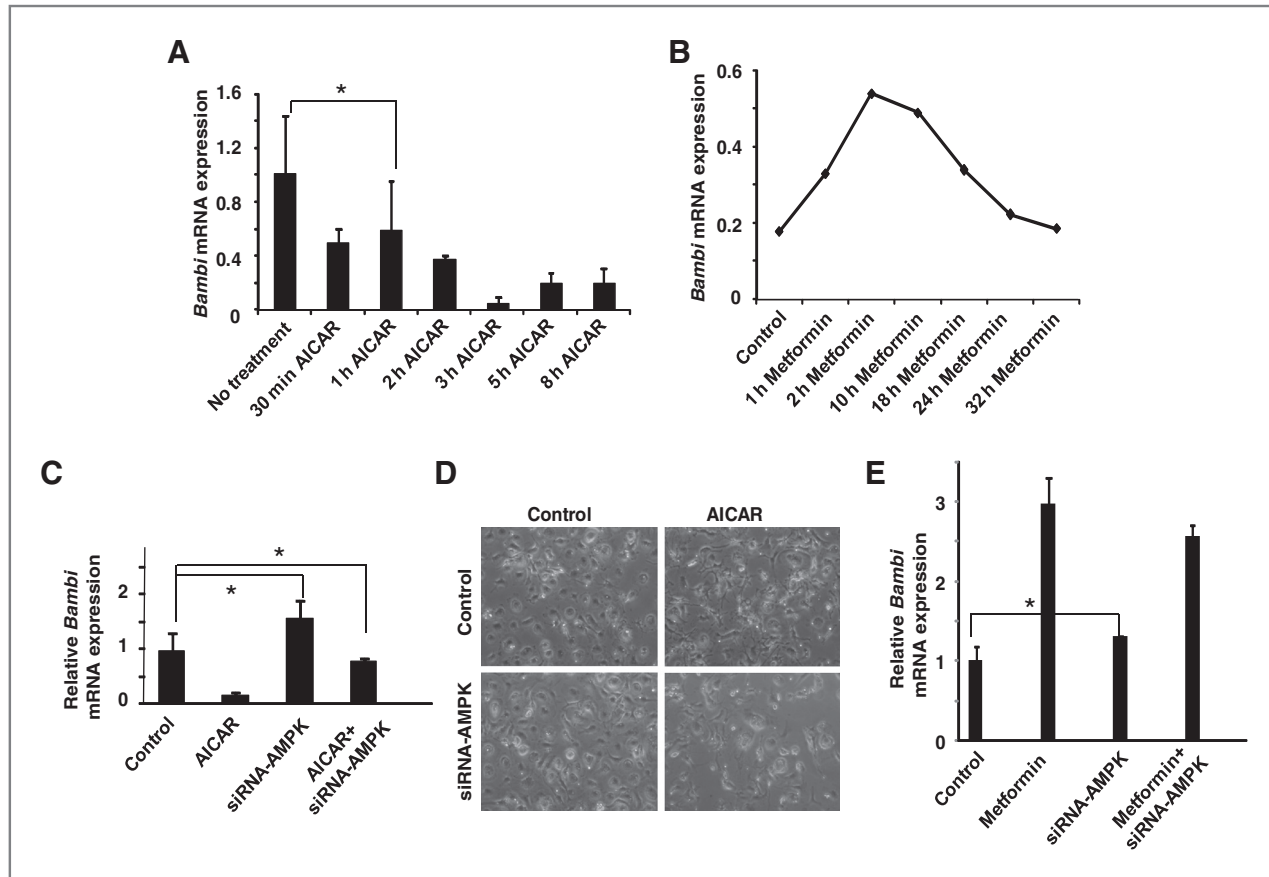 A
Bambi mRNA expression
1.6
1.2
0.8
0.4
0
*
No treatment
30 min AICAR
1 h AICAR
2 h AICAR
3 h AICAR
5 h AICAR
8 h AICAR
B
Bambi mRNA expression
0.6
0.4
0.2
0
Control
1 h Metformin
2 h Metformin
10 h Metformin
18 h Metformin
24 h Metformin
32 h Metformin
C
Relative Bambi
mRNA expression
2
1
0
*
*
Control
AICAR
siRNA-AMPK
AICAR+
siRNA-AMPK
D
Control
AICAR
Control
siRNA-AMPK
E
Relative Bambi
mRNA expression
3
2
1
0
*
Control
Metformin
siRNA-AMPK
Metformin+
siRNA-AMPK